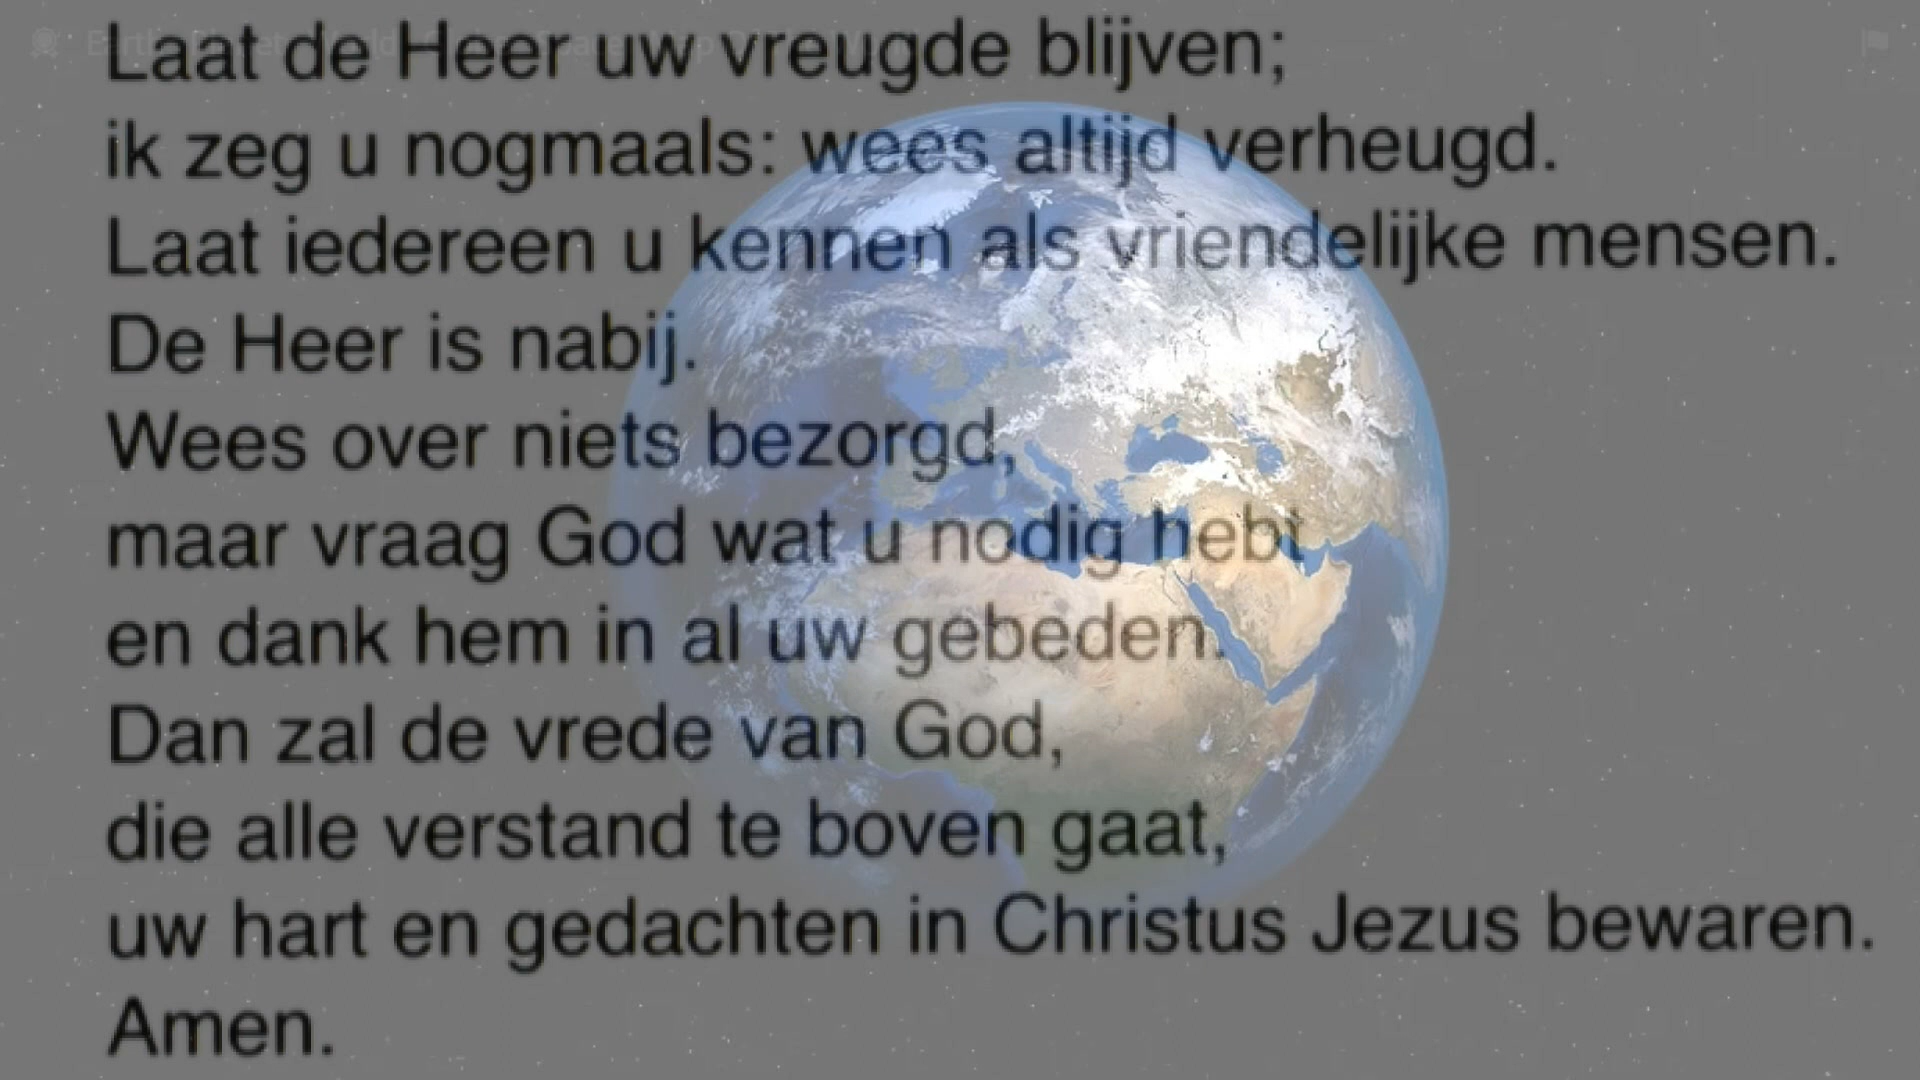 Laat de Heer uw vreugde blijven;
ik zeg u nogmaals: wees altijd verheugd.
Laat iedereen u kennen als vriendelijke mensen.
De Heer is nabij.
Wees over niets bezorgd,
maar vraag God wat u nodig hebt
en dank hem in al uw gebeden.
Dan zal de vrede van God,
die alle verstand te boven gaat,
uw hart en gedachten in Christus Jezus bewaren.
Amen.